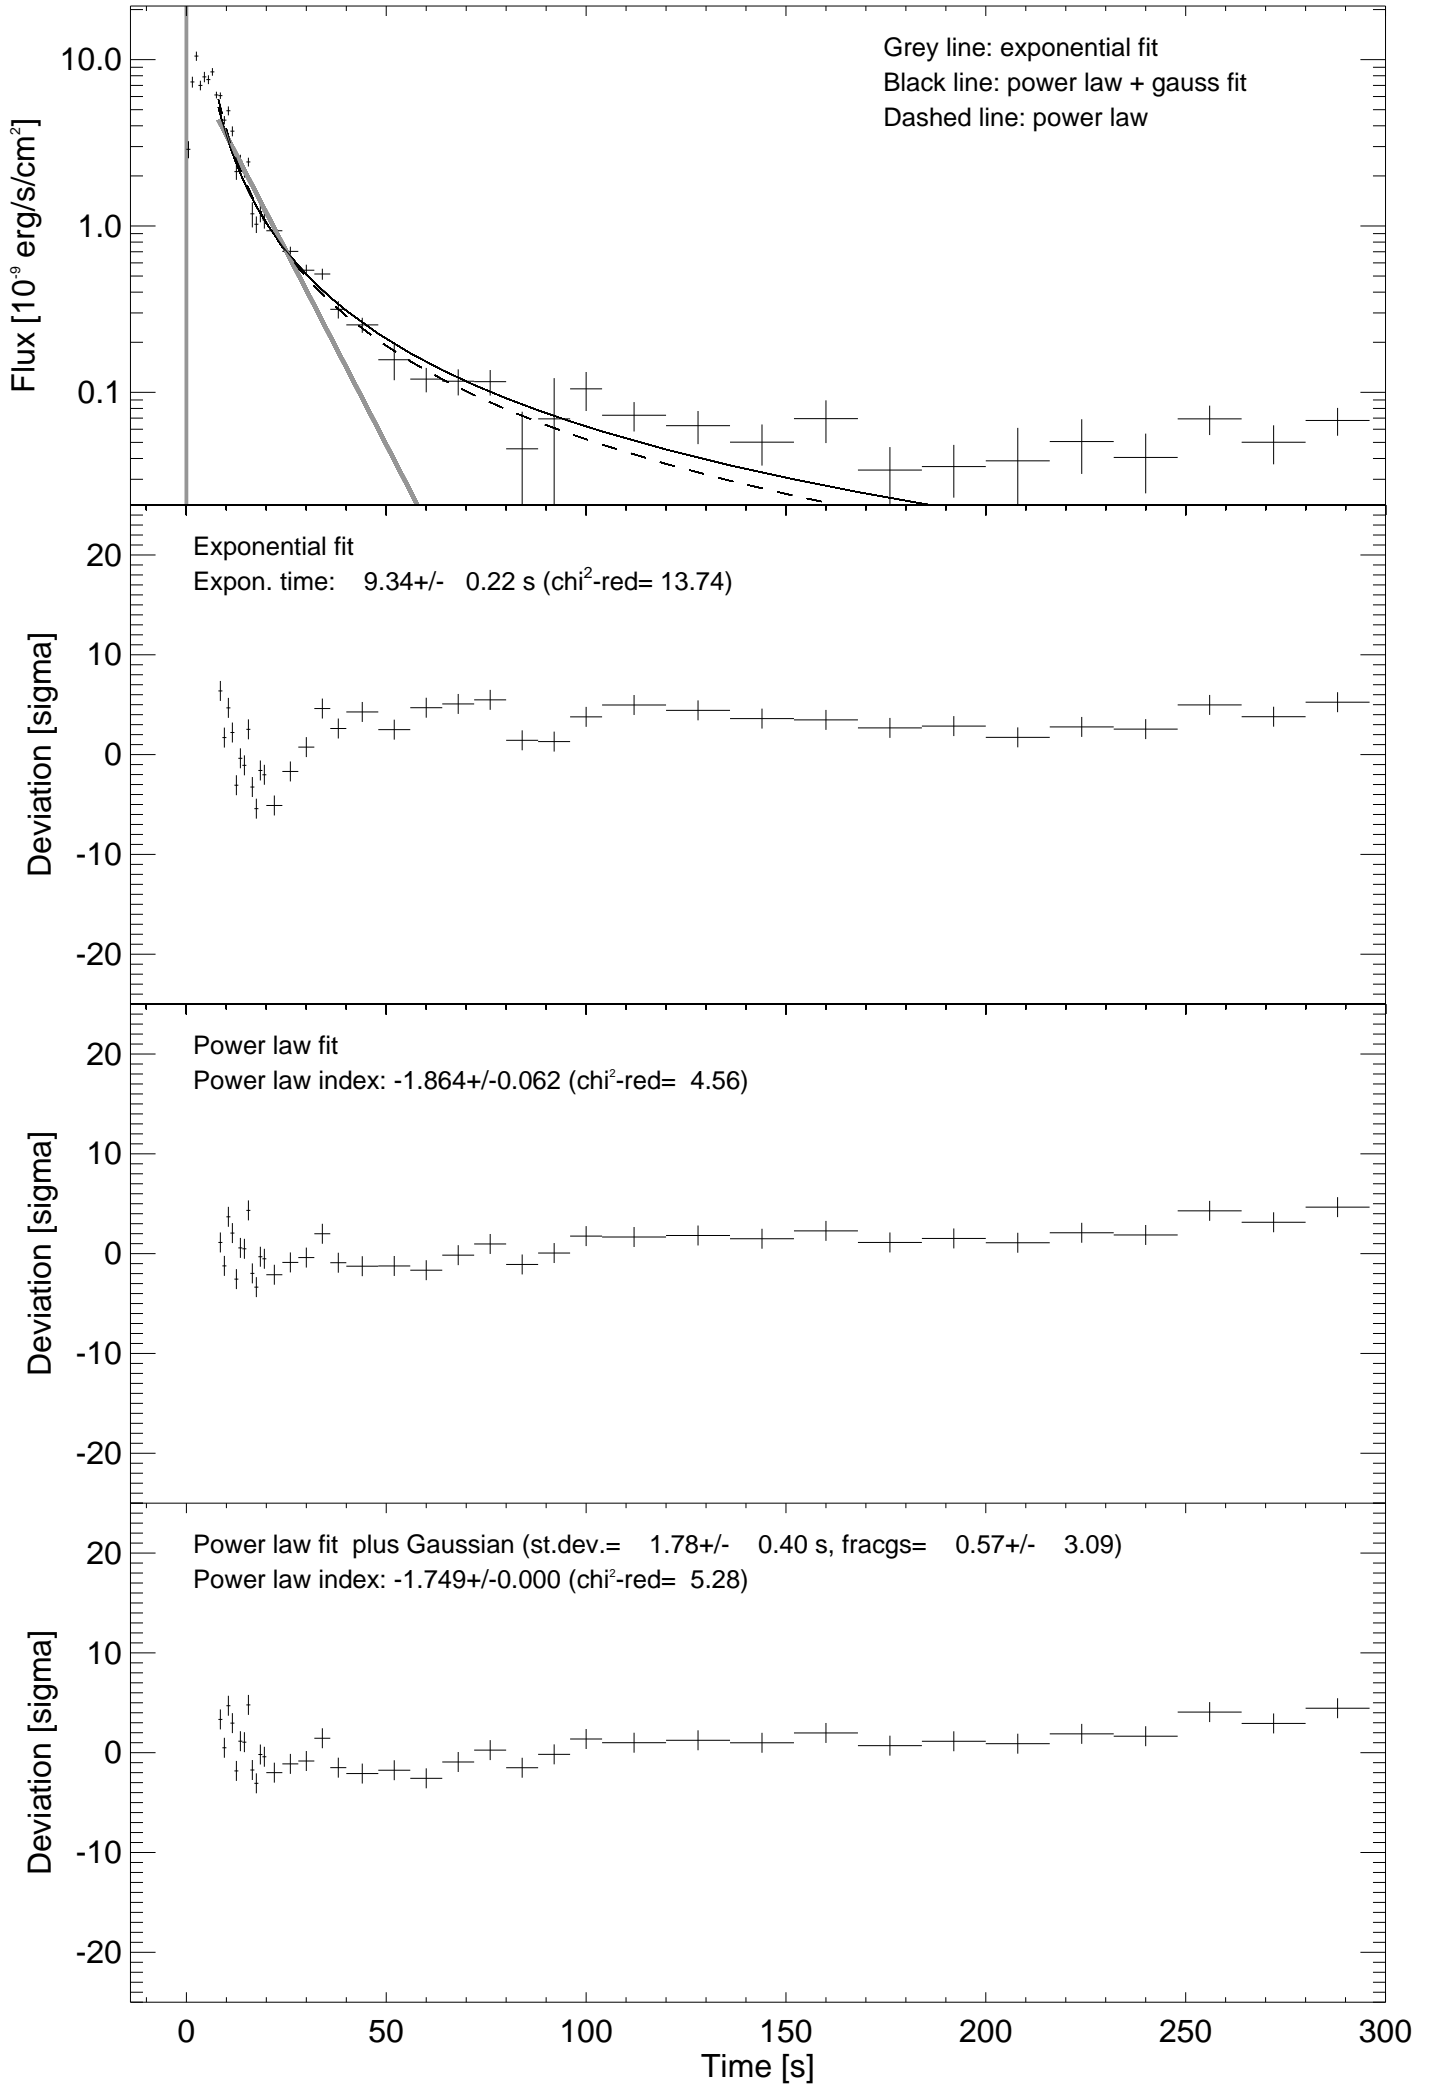 Grey line: exponential fit
Black line: power law + gauss fit
Dashed line: power law
10.0
1.0
0.1
Flux [10⁻⁹ erg/s/cm²]
Exponential fit
Expon. time: 9.34+/- 0.22 s (chi²-red= 13.74)
20
10
0
-10
-20
Deviation [sigma]
Power law fit
Power law index: -1.864+/-0.062 (chi²-red= 4.56)
20
10
0
-10
-20
Deviation [sigma]
Power law fit plus Gaussian (st.dev.= 1.78+/- 0.40 s, fracgs= 0.57+/- 3.09)
Power law index: -1.749+/-0.000 (chi²-red= 5.28)
20
10
0
-10
-20
Deviation [sigma]
0 50 100 150 200 250 300
Time [s]